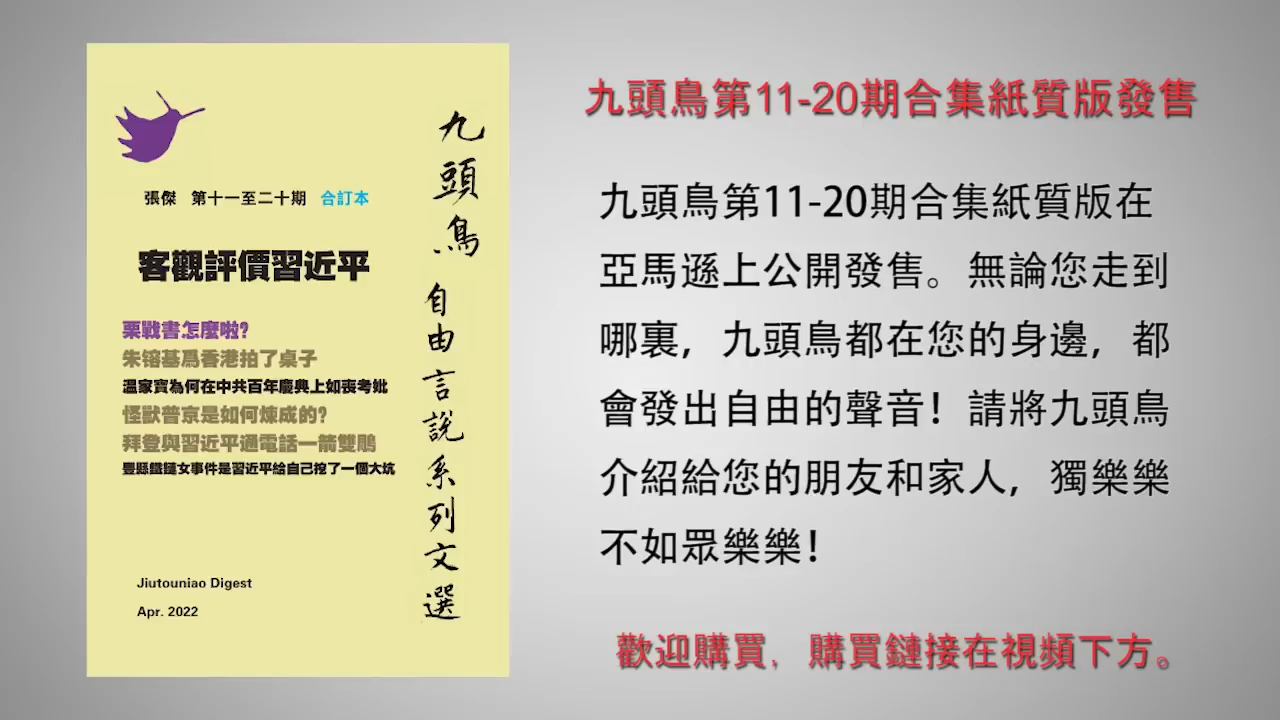 張傑 第十一至二十期 合訂本
客觀評價習近平
栗戰書怎麼啦?
朱镕基爲香港拍了桌子
溫家寶為何在中共百年慶典上如喪考妣
怪獸普京是如何煉成的?
拜登與習近平通電話一箭雙鵰
豐縣鐵鏈女事件是習近平給自己挖了一個大坑
Jiutouniao Digest
Apr. 2022
九頭鳥 自由言說系列文選
九頭鳥第11-20期合集紙質版發售
九頭鳥第11-20期合集紙質版在
亞馬遜上公開發售。無論您走到
哪裏，九頭鳥都在您的身邊，都
會發出自由的聲音！請將九頭鳥
介紹給您的朋友和家人，獨樂樂
不如眾樂樂！
歡迎購買，購買鏈接在視頻下方。